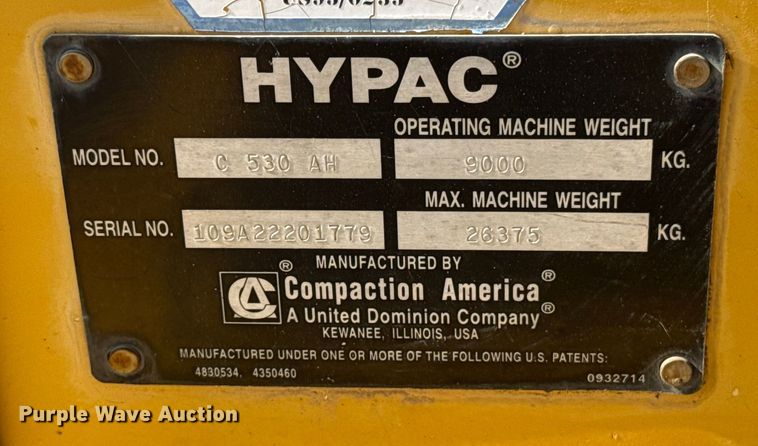 HYPAC®
OPERATING MACHINE WEIGHT
MODEL NO. C 530 AH 9000 KG.
MAX. MACHINE WEIGHT
SERIAL NO. 109A22201779 26375 KG.
MANUFACTURED BY
CA® Compaction America®
A United Dominion Company®
KEWANEE, ILLINOIS, USA
MANUFACTURED UNDER ONE OR MORE OF THE FOLLOWING U.S. PATENTS:
4830534, 4350460 0932714
Purple Wave Auction